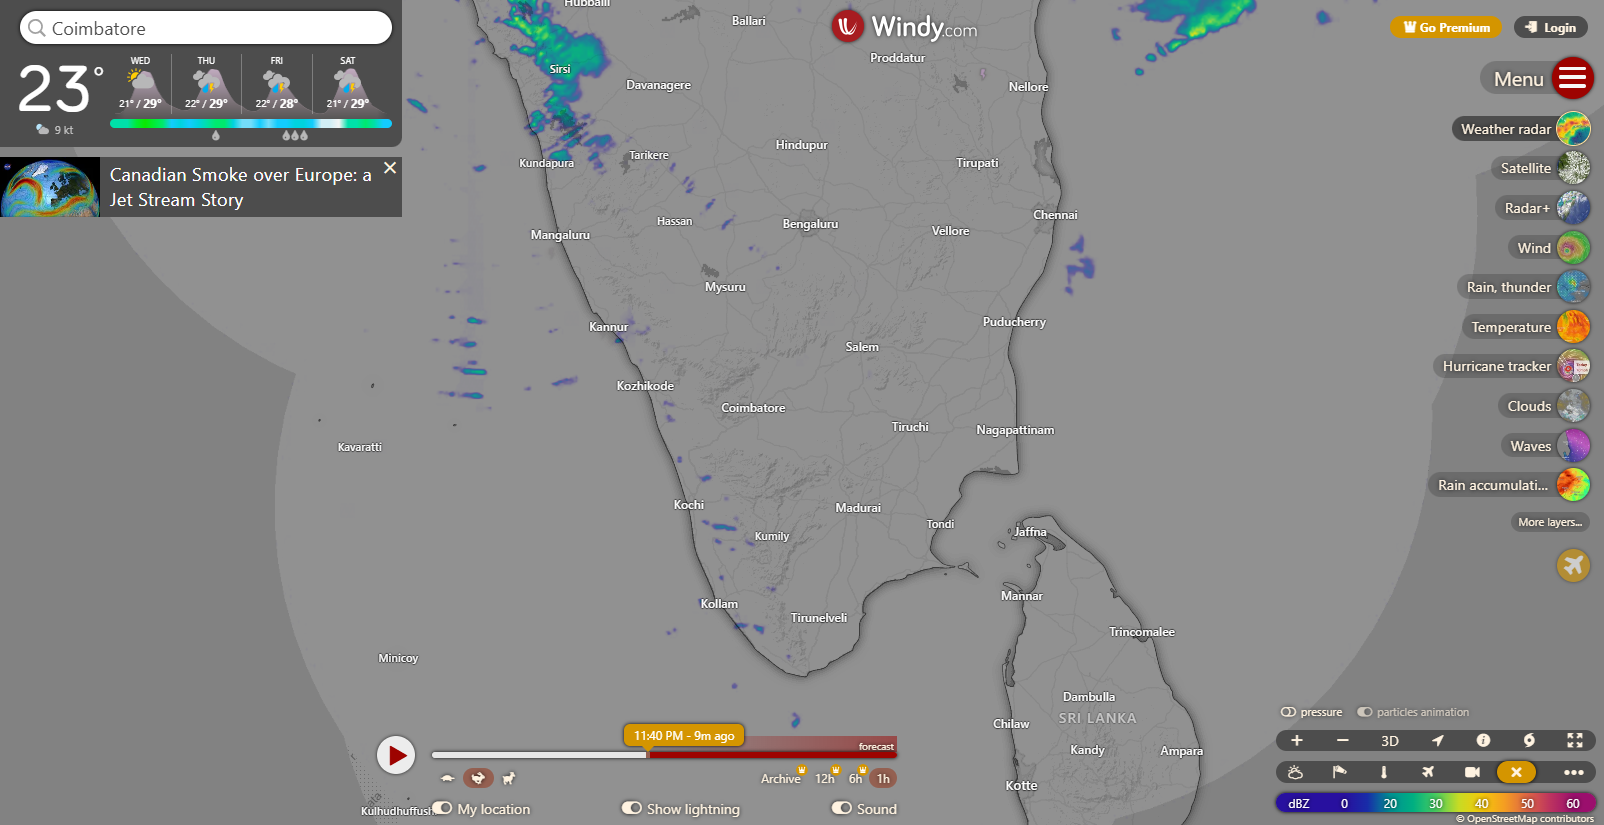 Coimbatore
23°
9 kt
WED
21° / 29°
THU
22° / 29°
FRI
22° / 28°
SAT
21° / 29°
Canadian Smoke over Europe: a
Jet Stream Story
Windy.com
Go Premium
Login
Menu
Weather radar
Satellite
Radar+
Wind
Rain, thunder
Temperature
Hurricane tracker
Clouds
Waves
Rain accumulati...
More layers...
Hubballi
Ballari
Proddatur
Sirsi
Davanagere
Nellore
Hindupur
Tarikere
Kundapura
Tirupati
Chennai
Hassan
Bengaluru
Vellore
Mangaluru
Mysuru
Puducherry
Kannur
Salem
Kozhikode
Coimbatore
Tiruchi
Nagapattinam
Kavaratti
Kochi
Madurai
Tondi
Jaffna
Kumily
Mannar
Kollam
Tirunelveli
Trincomalee
Minicoy
Dambulla
Chilaw
SRI LANKA
Kandy
Ampara
Kotte
Kulhudhuffush
11:40 PM - 9m ago
forecast
Archive
12h
6h
1h
My location
Show lightning
Sound
pressure
particles animation
+
−
3D
dBZ
0
20
30
40
50
60
© OpenStreetMap contributors